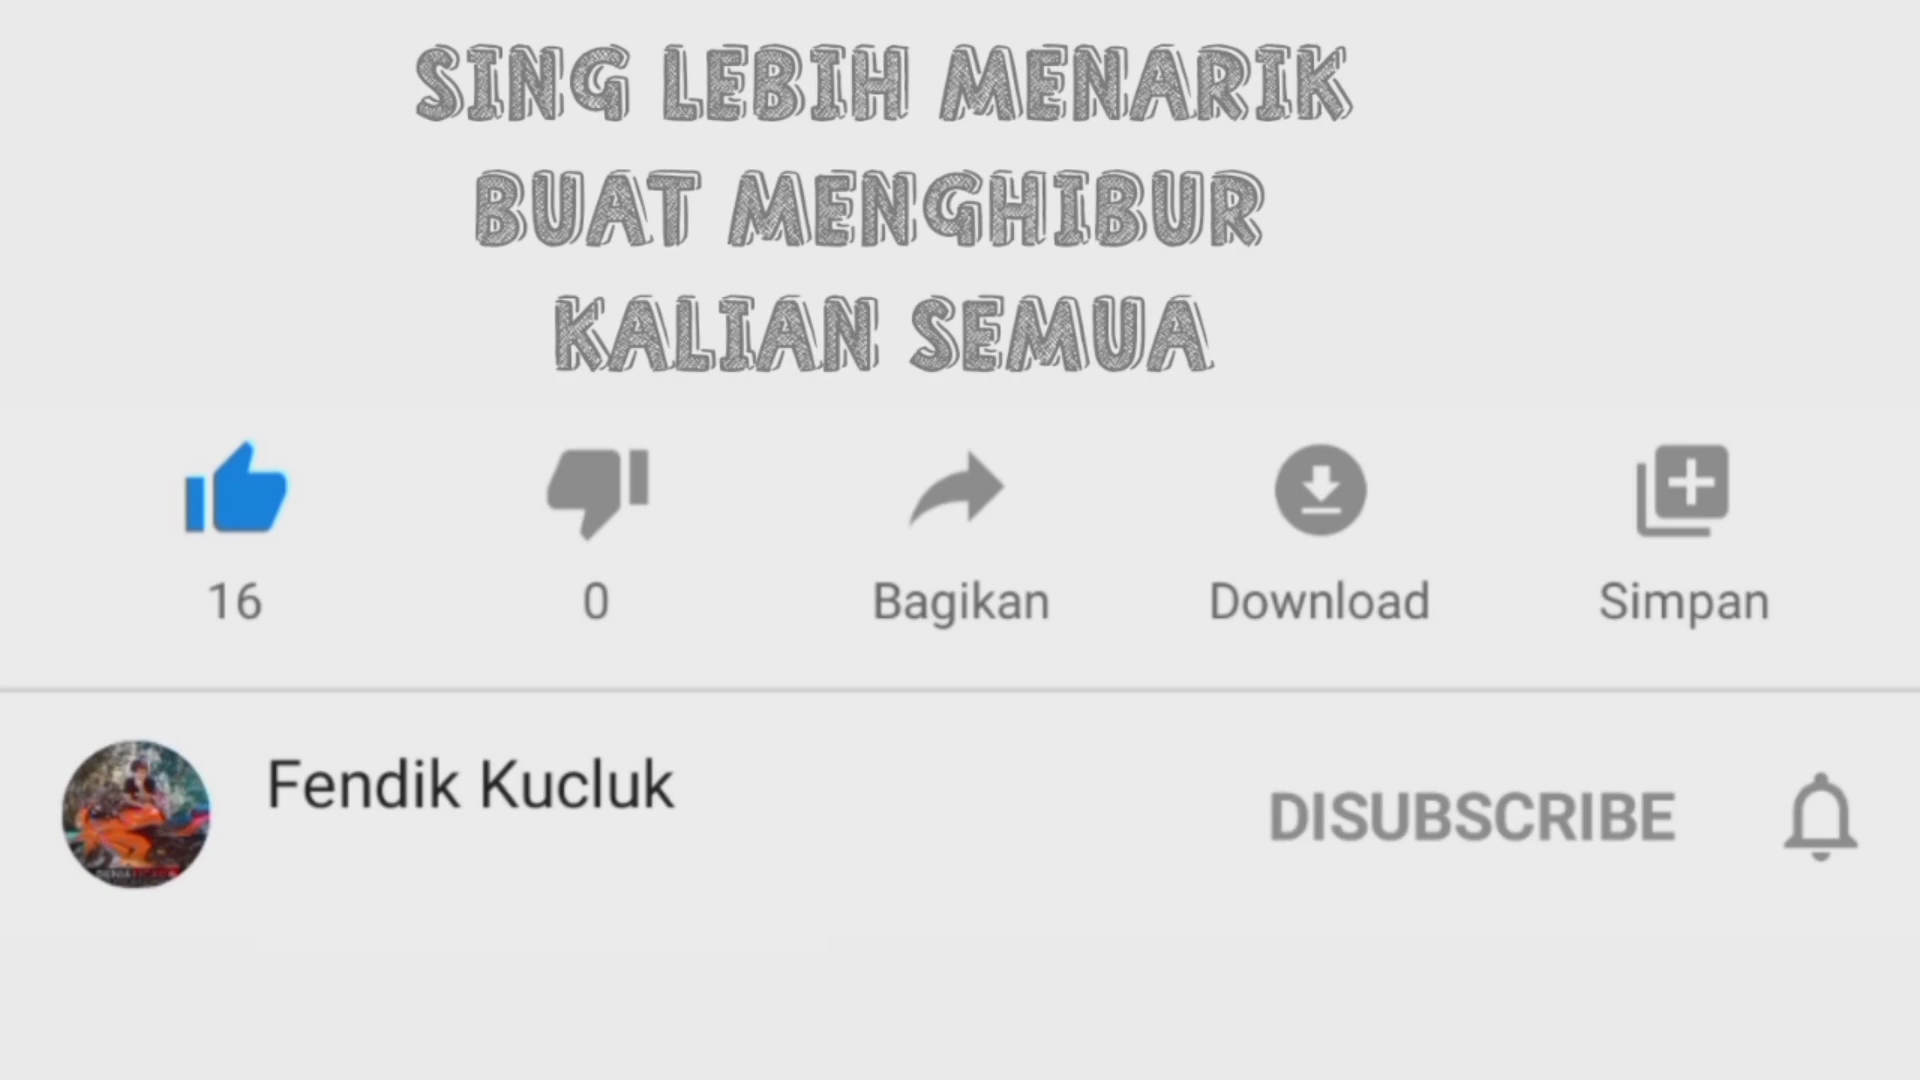 SING LEBIH MENARIK
BUAT MENGHIBUR
KALIAN SEMUA
16
0
Bagikan
Download
Simpan
Fendik Kucluk
DISUBSCRIBE